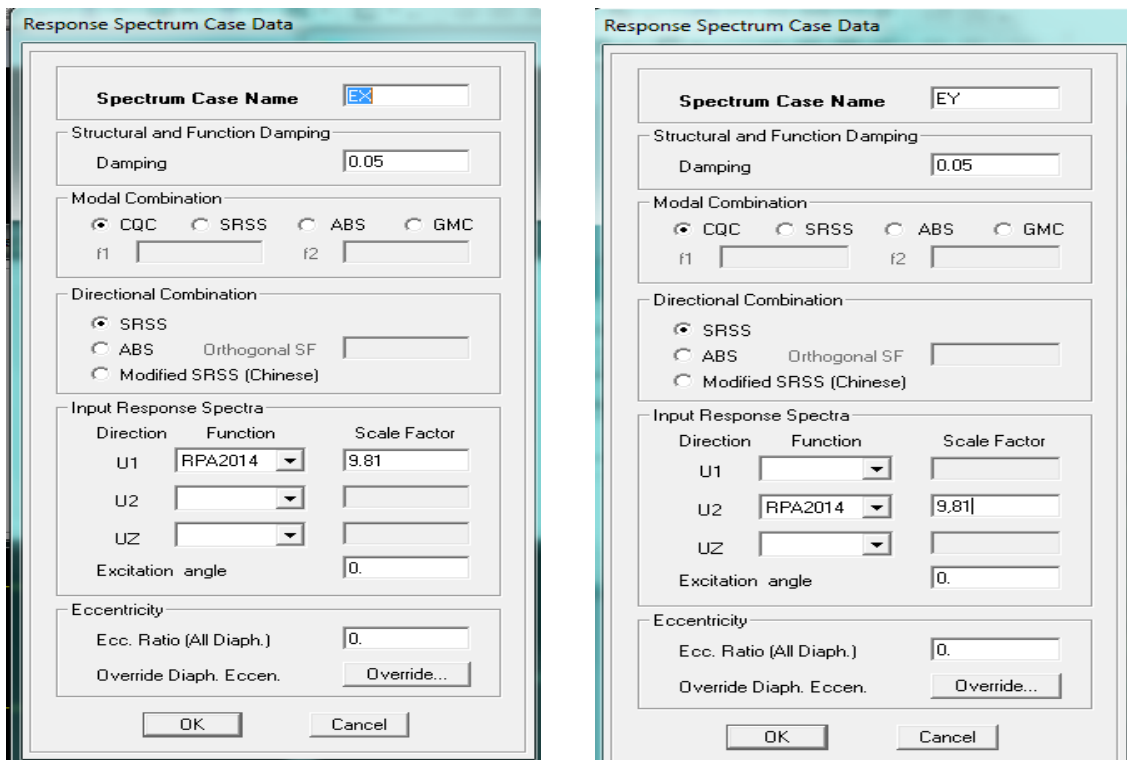 Response Spectrum Case Data
Spectrum Case Name EX
Structural and Function Damping
Damping 0.05
Modal Combination
CQC SRSS ABS GMC
f1 f2
Directional Combination
SRSS
ABS Orthogonal SF
Modified SRSS (Chinese)
Input Response Spectra
Direction Function Scale Factor
U1 RPA2014 9.81
U2
UZ
Excitation angle 0.
Eccentricity
Ecc. Ratio (All Diaph.) 0.
Override Diaph. Eccen. Override...
OK Cancel
Response Spectrum Case Data
Spectrum Case Name EY
Structural and Function Damping
Damping 0.05
Modal Combination
CQC SRSS ABS GMC
f1 f2
Directional Combination
SRSS
ABS Orthogonal SF
Modified SRSS (Chinese)
Input Response Spectra
Direction Function Scale Factor
U1
U2 RPA2014 9,81
UZ
Excitation angle 0.
Eccentricity
Ecc. Ratio (All Diaph.) 0.
Override Diaph. Eccen. Override...
OK Cancel